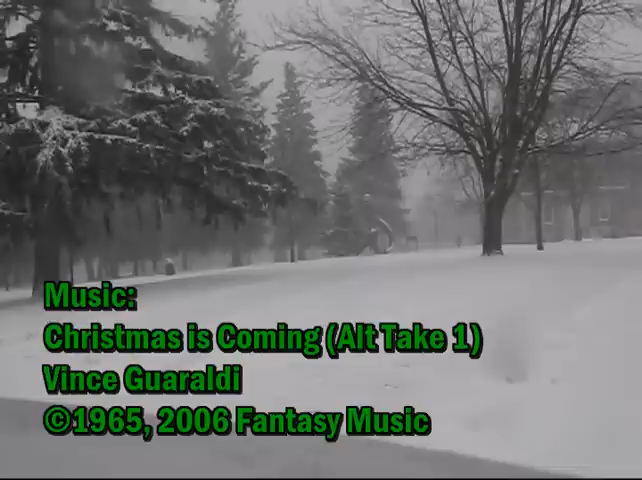 Music:
Christmas is Coming (Alt Take 1)
Vince Guaraldi
©1965, 2006 Fantasy Music